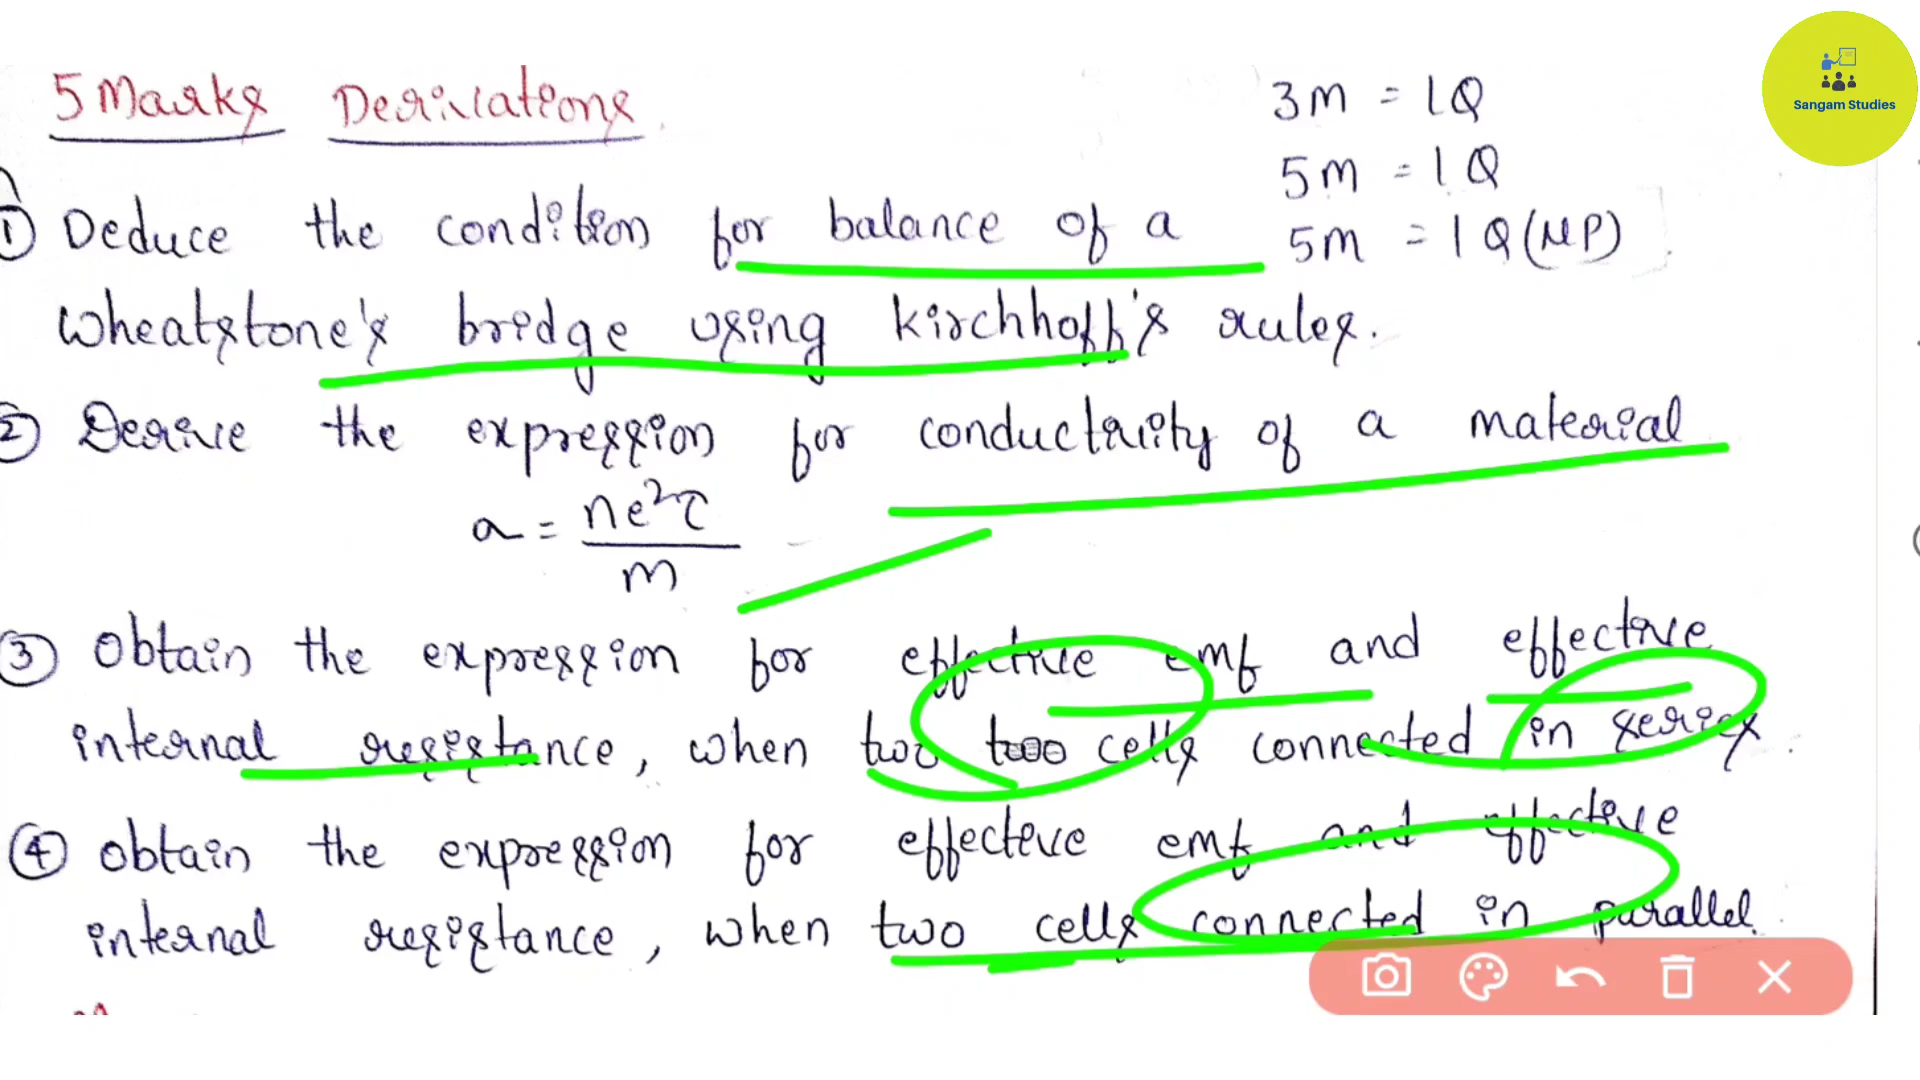 5 Marks Derivations
3M = 1Q
5M = 1Q
5M = 1Q (NP)
Sangam Studies
① Deduce the condition for balance of a
Wheatstone's bridge using Kirchhoff's rules.
② Derive the expression for conductivity of a material
σ = ne²τ
m
③ Obtain the expression for effective emf and effective
internal resistance, when two two cells connected in series.
④ Obtain the expression for effective emf and effective
internal resistance, when two cells connected in parallel.